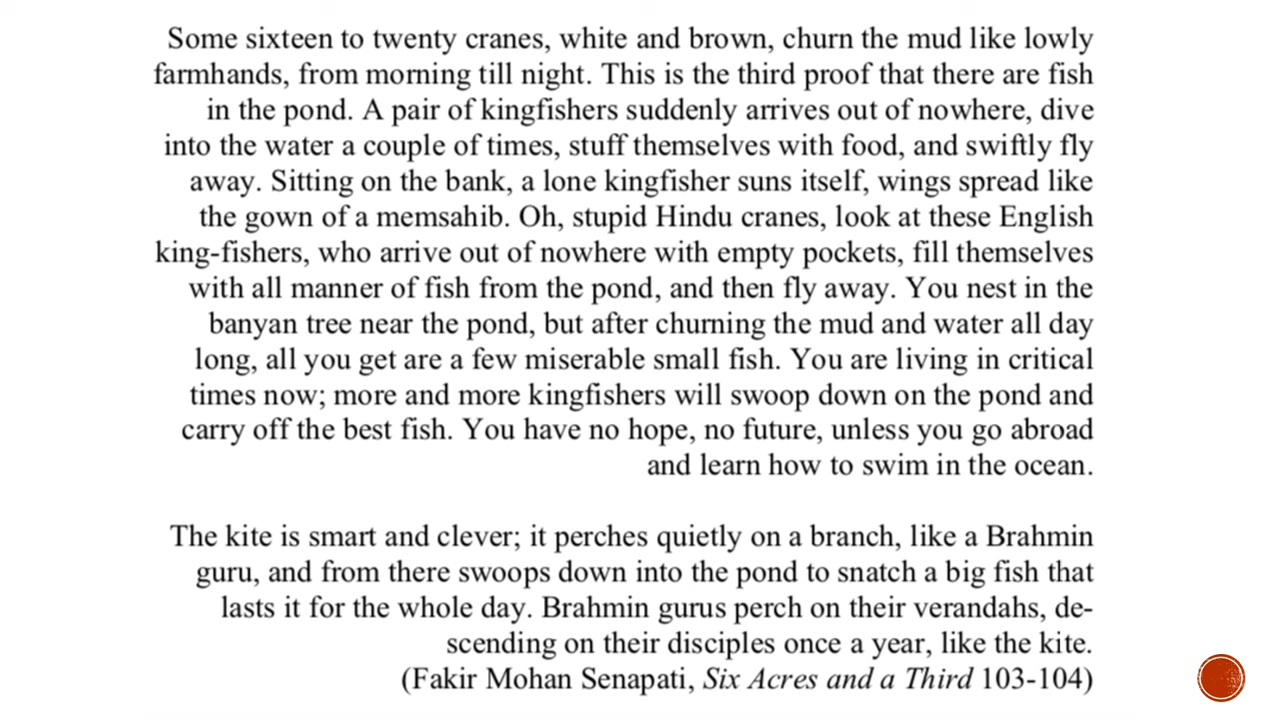 Some sixteen to twenty cranes, white and brown, churn the mud like lowly
farmhands, from morning till night. This is the third proof that there are fish
in the pond. A pair of kingfishers suddenly arrives out of nowhere, dive
into the water a couple of times, stuff themselves with food, and swiftly fly
away. Sitting on the bank, a lone kingfisher suns itself, wings spread like
the gown of a memsahib. Oh, stupid Hindu cranes, look at these English
king-fishers, who arrive out of nowhere with empty pockets, fill themselves
with all manner of fish from the pond, and then fly away. You nest in the
banyan tree near the pond, but after churning the mud and water all day
long, all you get are a few miserable small fish. You are living in critical
times now; more and more kingfishers will swoop down on the pond and
carry off the best fish. You have no hope, no future, unless you go abroad
and learn how to swim in the ocean.
The kite is smart and clever; it perches quietly on a branch, like a Brahmin
guru, and from there swoops down into the pond to snatch a big fish that
lasts it for the whole day. Brahmin gurus perch on their verandahs, de-
scending on their disciples once a year, like the kite.
(Fakir Mohan Senapati, Six Acres and a Third 103-104)